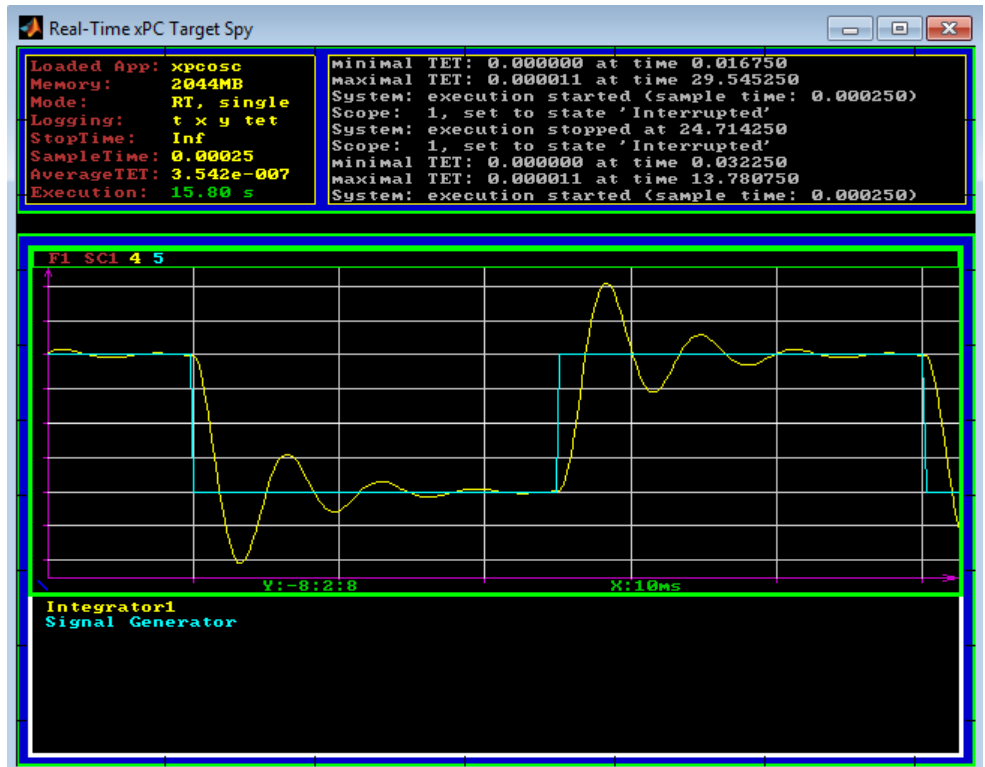 Real-Time xPC Target Spy
Loaded App: xpcosc
Memory: 2044MB
Mode: RT, single
Logging: t x y tet
StopTime: Inf
SampleTime: 0.00025
AverageTET: 3.542e-007
Execution: 15.80 s
minimal TET: 0.000000 at time 0.016750
maximal TET: 0.000011 at time 29.545250
System: execution started (sample time: 0.000250)
Scope: 1, set to state 'Interrupted'
System: execution stopped at 24.714250
Scope: 1, set to state 'Interrupted'
minimal TET: 0.000000 at time 0.032250
maximal TET: 0.000011 at time 13.780750
System: execution started (sample time: 0.000250)
F1 SC1 4 5
Y:-8:2:8 X:10ms
Integrator1
Signal Generator